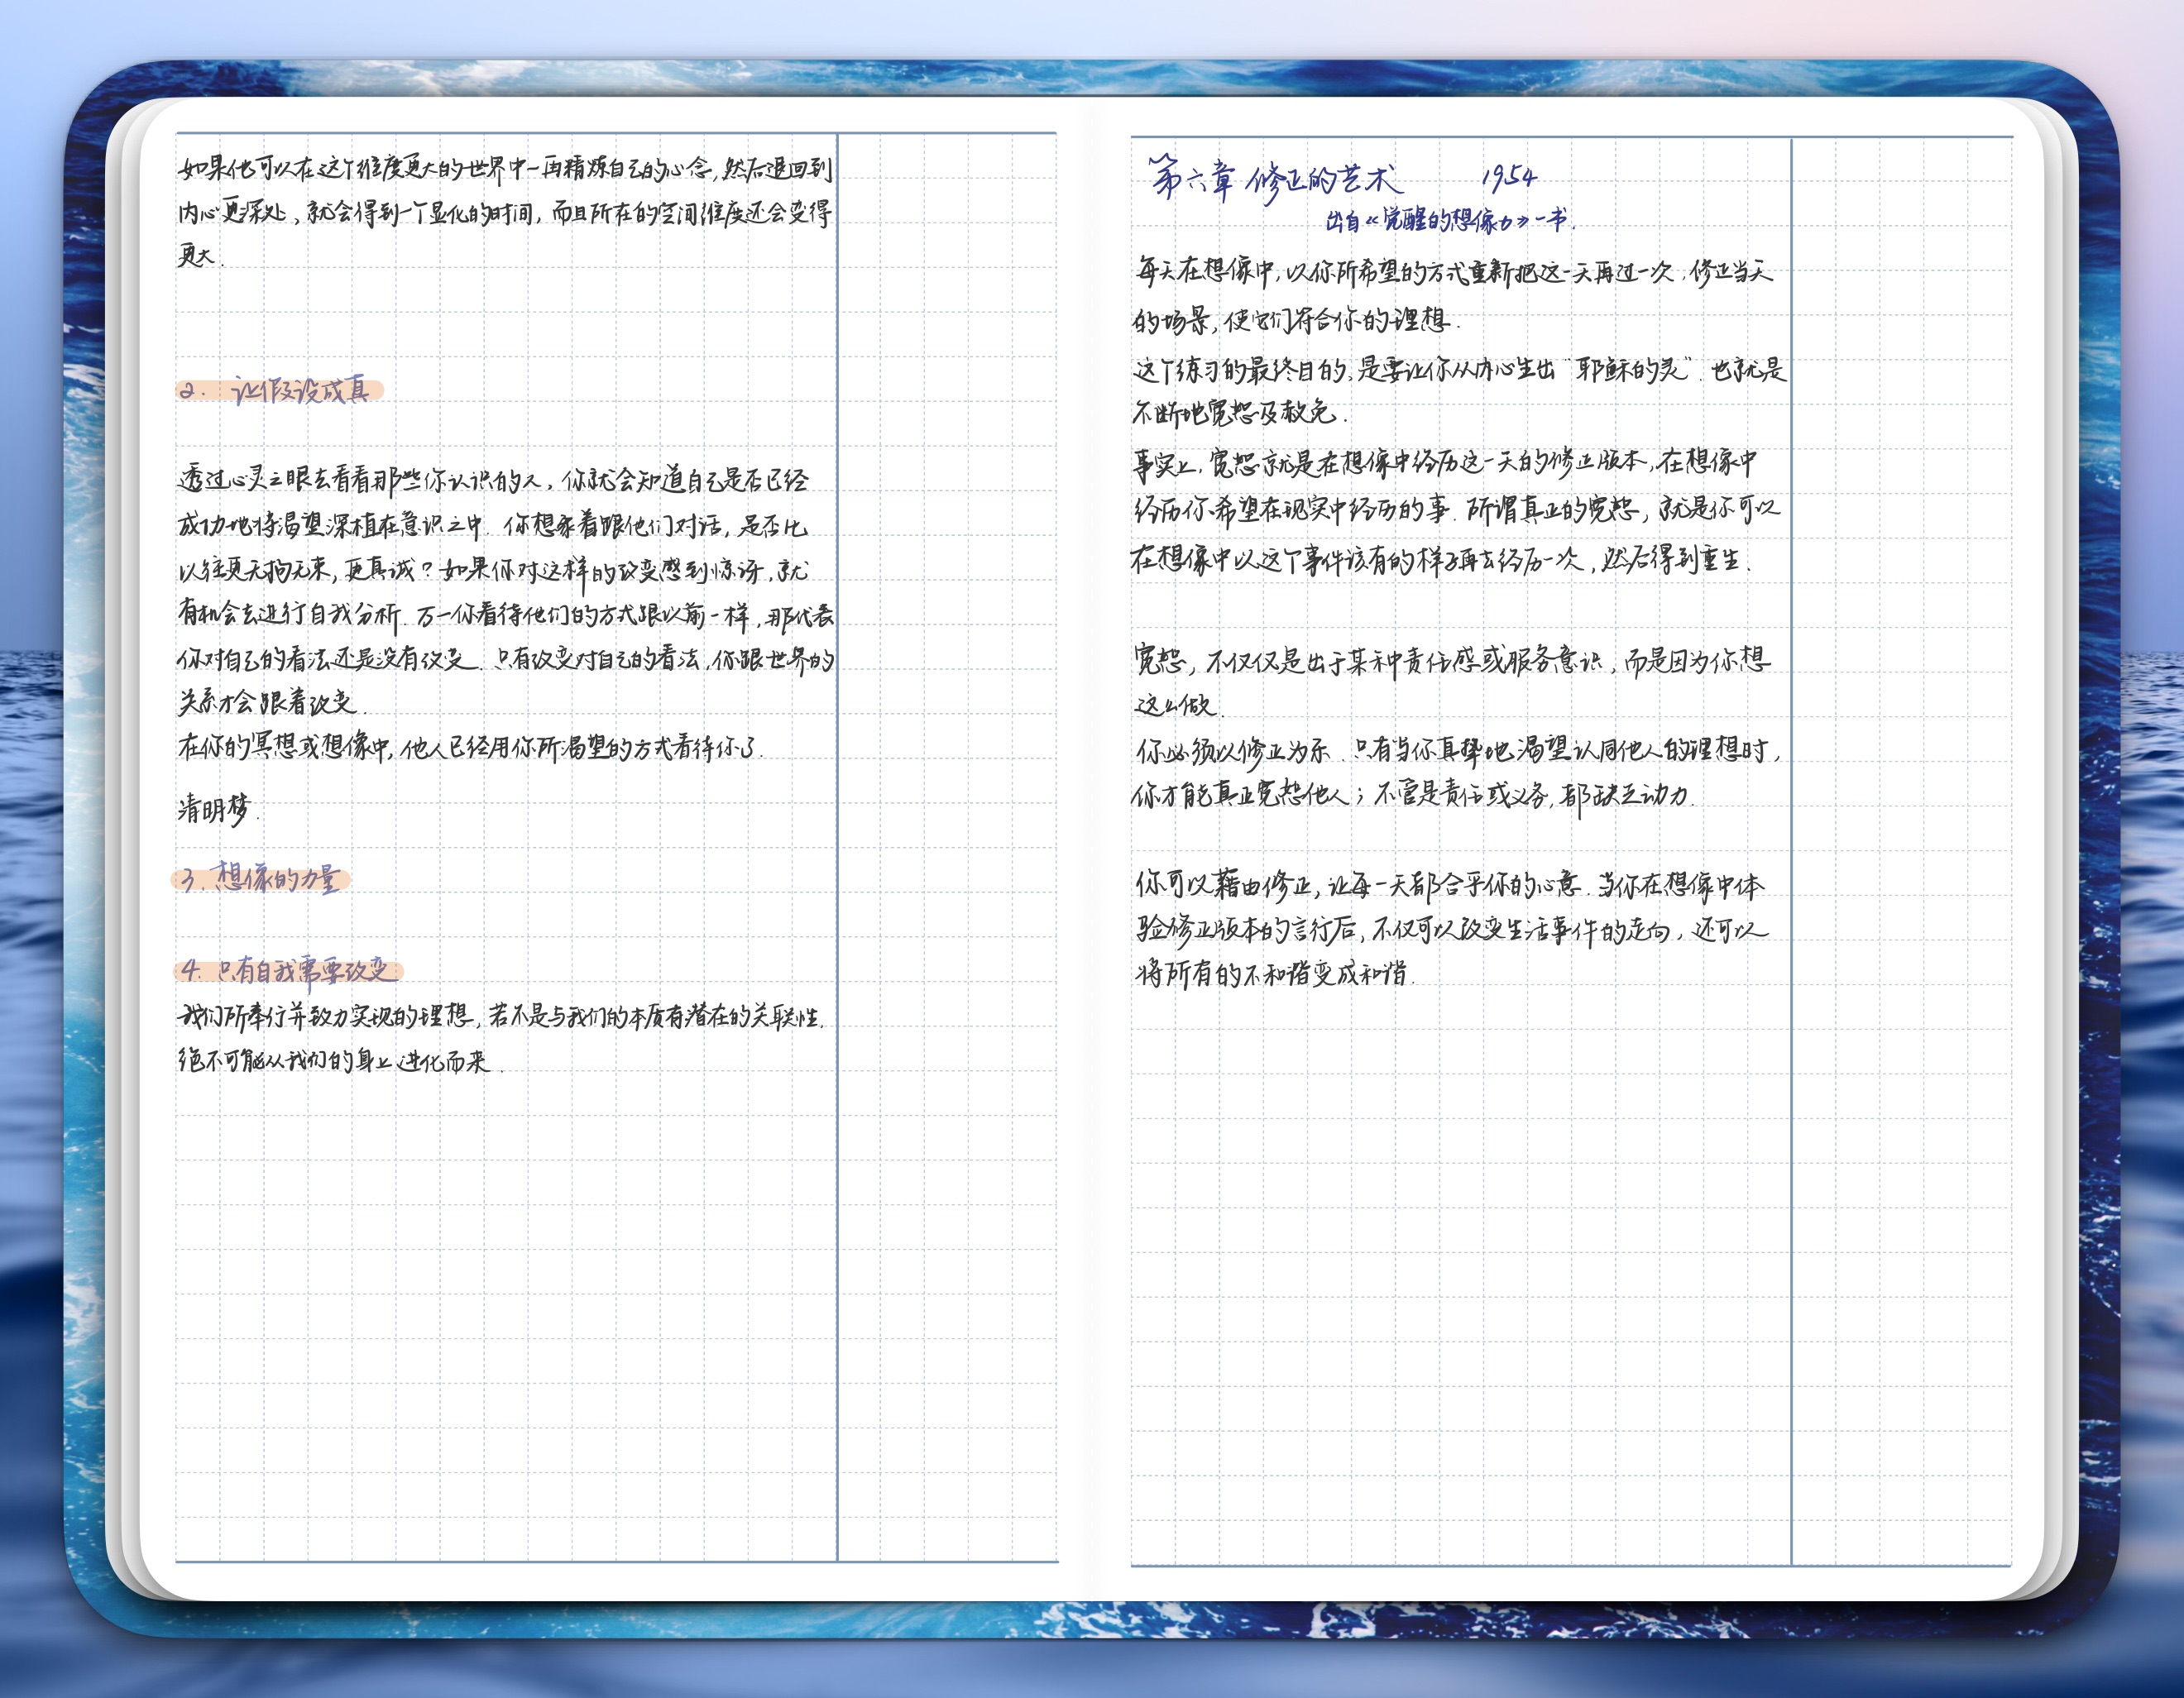 如果他可以在这个维度更大的世界中一再精炼自己的心念,然后退回到
内心更深处,就会得到一个显化的时间,而且所在的空间维度还会变得
更大.
2. 让假设成真
透过心灵之眼去看看那些你认识的人,你就会知道自己是否已经
成功地将渴望深植在意识之中.你想象着跟他们对话,是否比
以往更无拘无束,更真诚?如果你对这样的改变感到惊讶,就
有机会去进行自我分析.万一你看待他们的方式跟以前一样,那代表
你对自己的看法还是没有改变.只有改变对自己的看法,你跟世界的
关系才会跟着改变.
在你的冥想或想像中,他人已经用你所渴望的方式看待你了.
清明梦.
3. 想像的力量
4. 只有自我需要改变
我们所奉行并致力实现的理想,若不是与我们的本质有潜在的关联性.
绝不可能从我们的身上进化而来.
第六章 修正的艺术 1954
出自《觉醒的想像力》一书.
每天在想像中,以你所希望的方式重新把这一天再过一次,修正当天
的场景,使它们符合你的理想.
这个练习的最终目的,是要让你从内心生出“耶稣的灵”.也就是
不断地宽恕及赦免.
事实上,宽恕就是在想像中经历这一天的修正版本,在想像中
经历你希望在现实中经历的事.所谓真正的宽恕,就是你可以
在想像中以这个事件该有的样子再去经历一次,然后得到重生.
宽恕,不仅仅是出于某种责任感或服务意识,而是因为你想
这么做.
你必须以修正为乐.只有当你真挚地渴望认同他人的理想时,
你才能真正宽恕他人;不管是责任或义务,都缺乏动力.
你可以藉由修正,让每一天都合乎你的心意.当你在想像中体
验修正版本的言行后,不仅可以改变生活事件的走向,还可以
将所有的不和谐变成和谐.